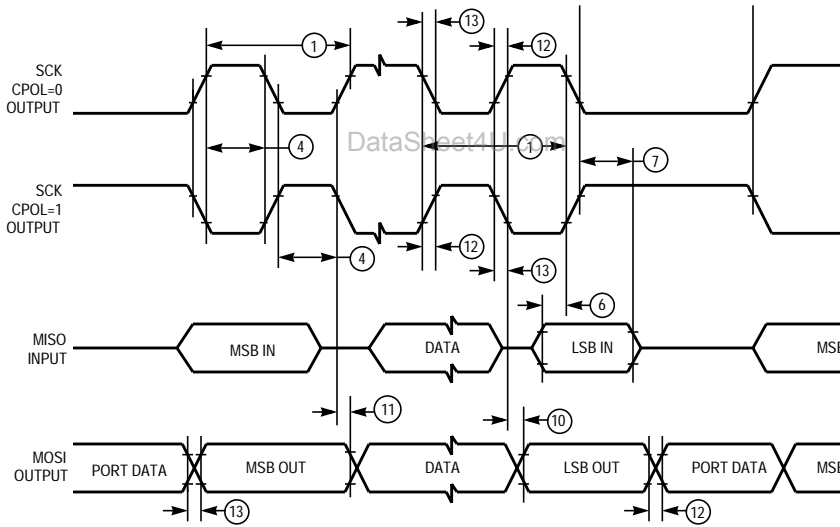 13
1
12
SCK
CPOL=0
OUTPUT
DataSheet4U.com
4
1
7
SCK
CPOL=1
OUTPUT
12
4
13
6
MISO
INPUT
MSB IN
DATA
LSB IN
MSB
11
10
MOSI
OUTPUT
PORT DATA
MSB OUT
DATA
LSB OUT
PORT DATA
MSB
13
12